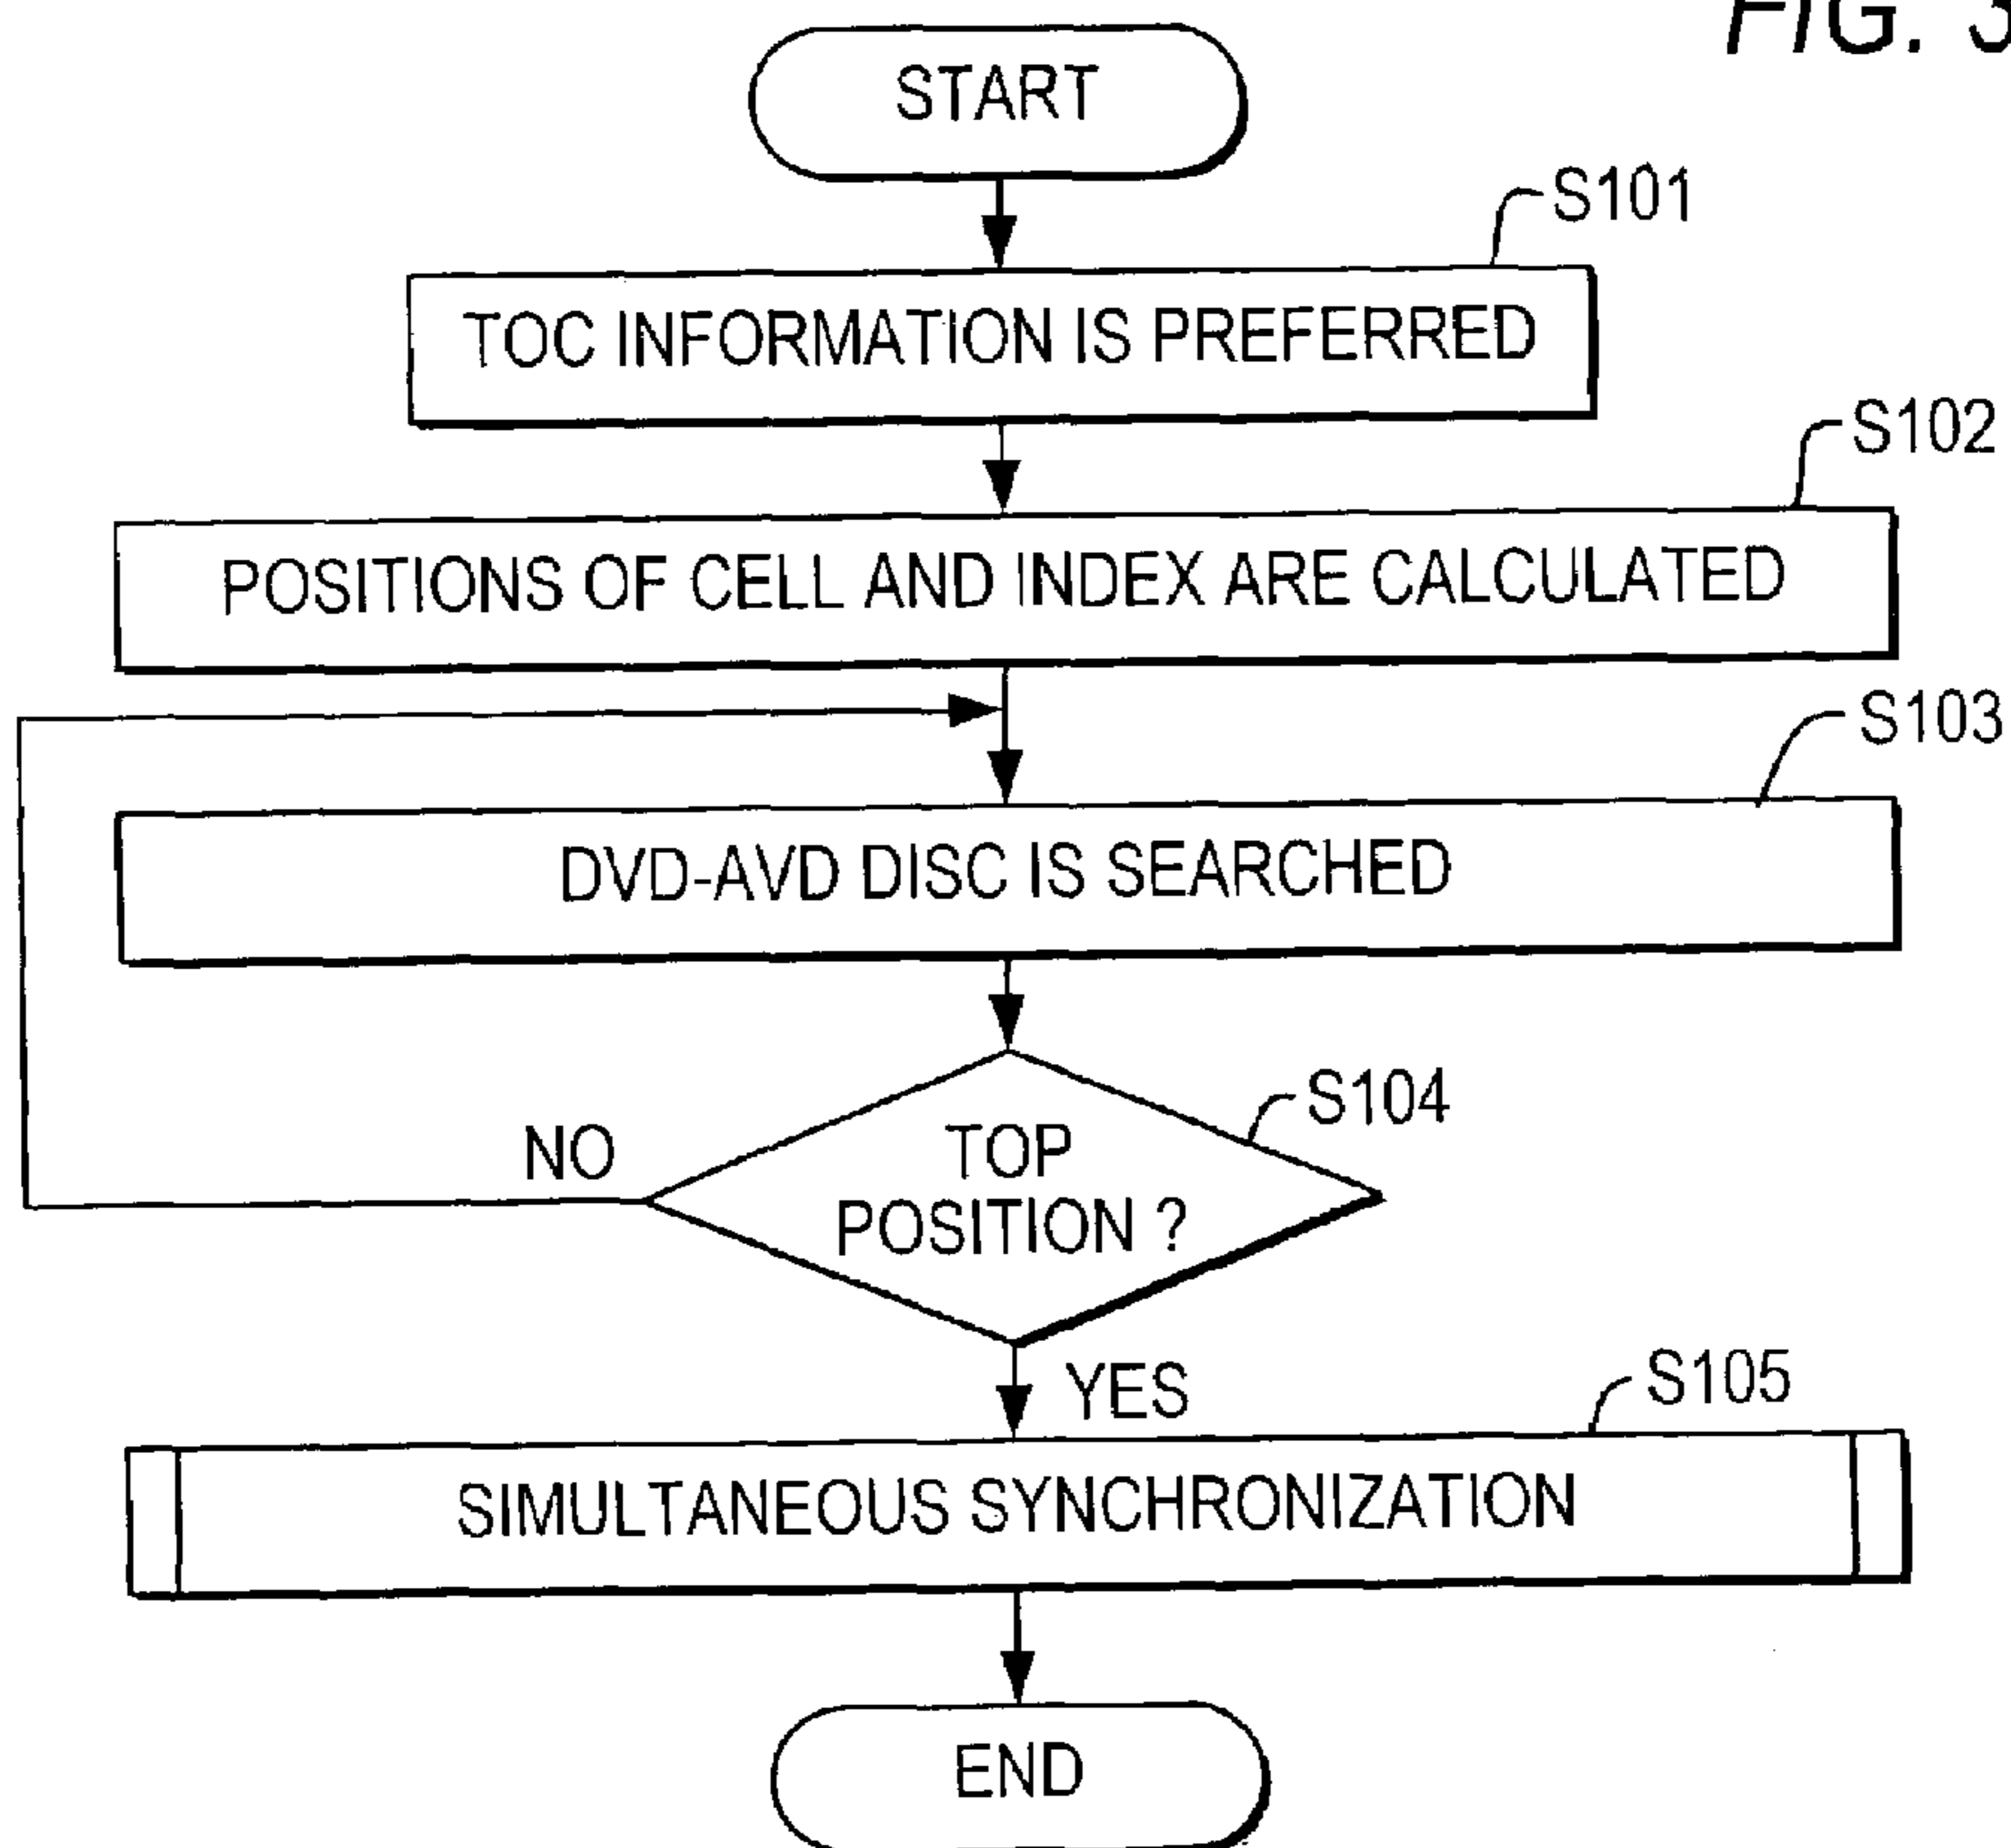 FIG. 3
START
S101
TOC INFORMATION IS PREFERRED
S102
POSITIONS OF CELL AND INDEX ARE CALCULATED
S103
DVD-AVD DISC IS SEARCHED
S104
NO
TOP
POSITION ?
YES
S105
SIMULTANEOUS SYNCHRONIZATION
END